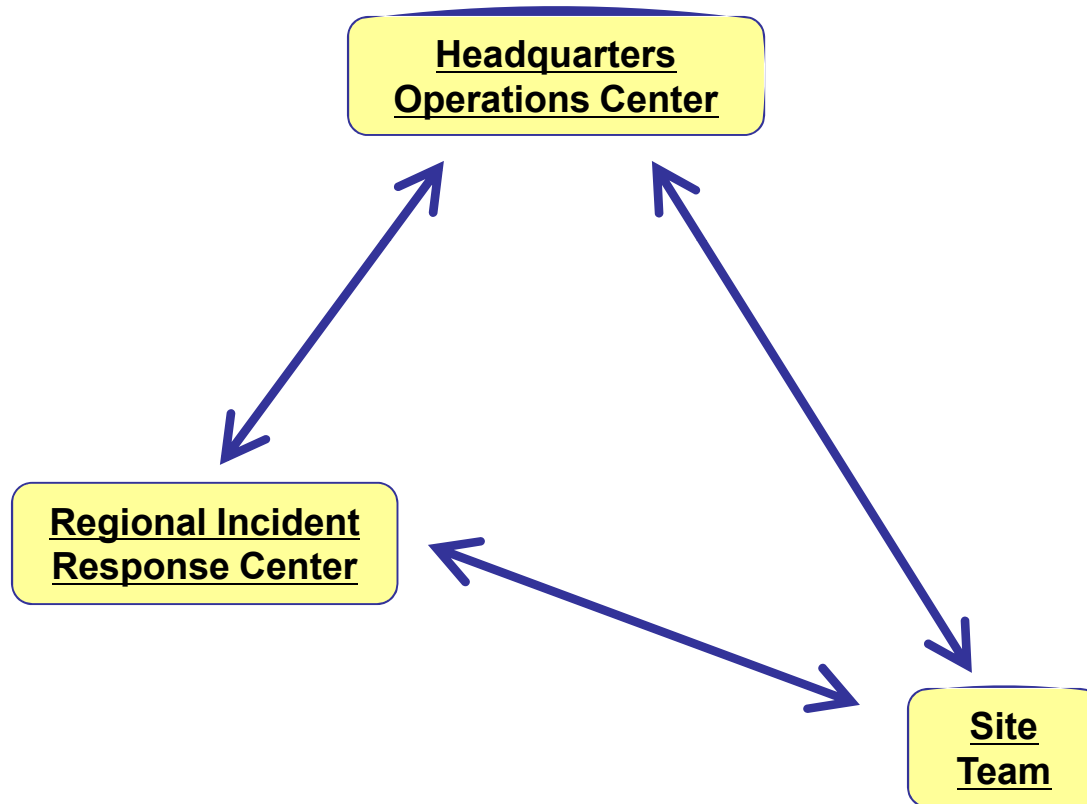 Headquarters
Operations Center
Regional Incident
Response Center
Site
Team